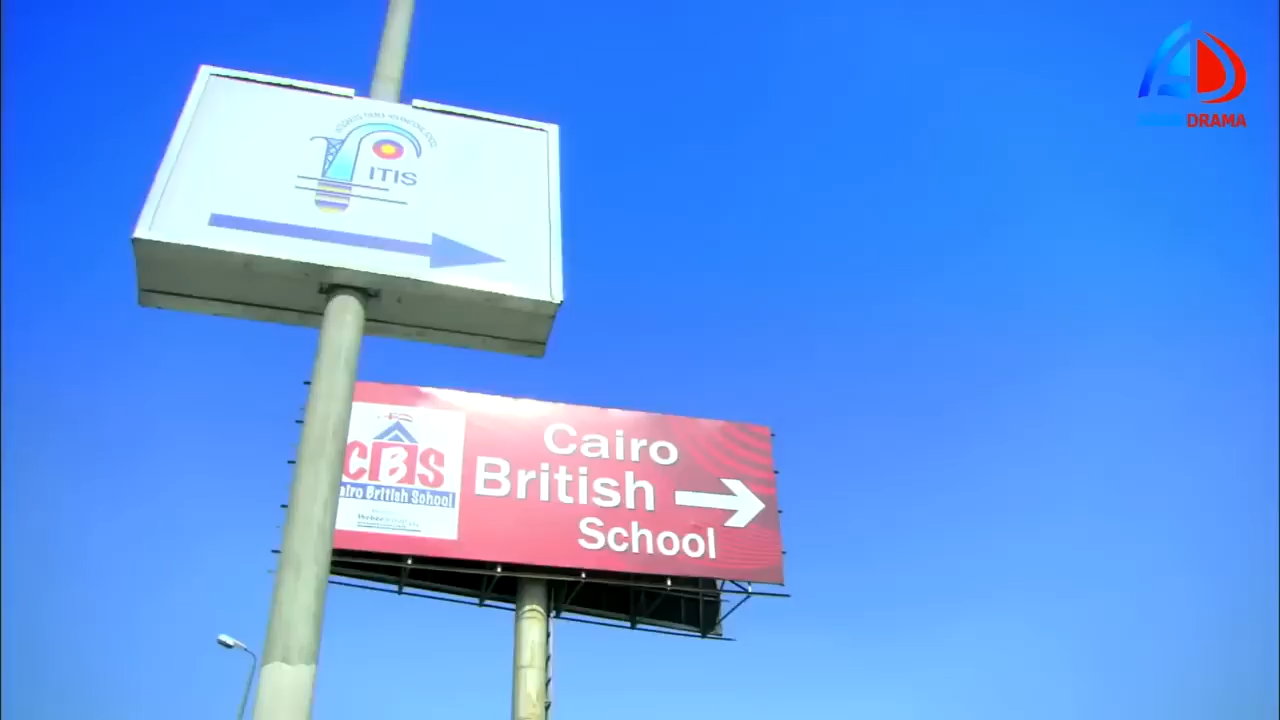 ITIS
CBS
Cairo British School
Cairo
British
School
DRAMA